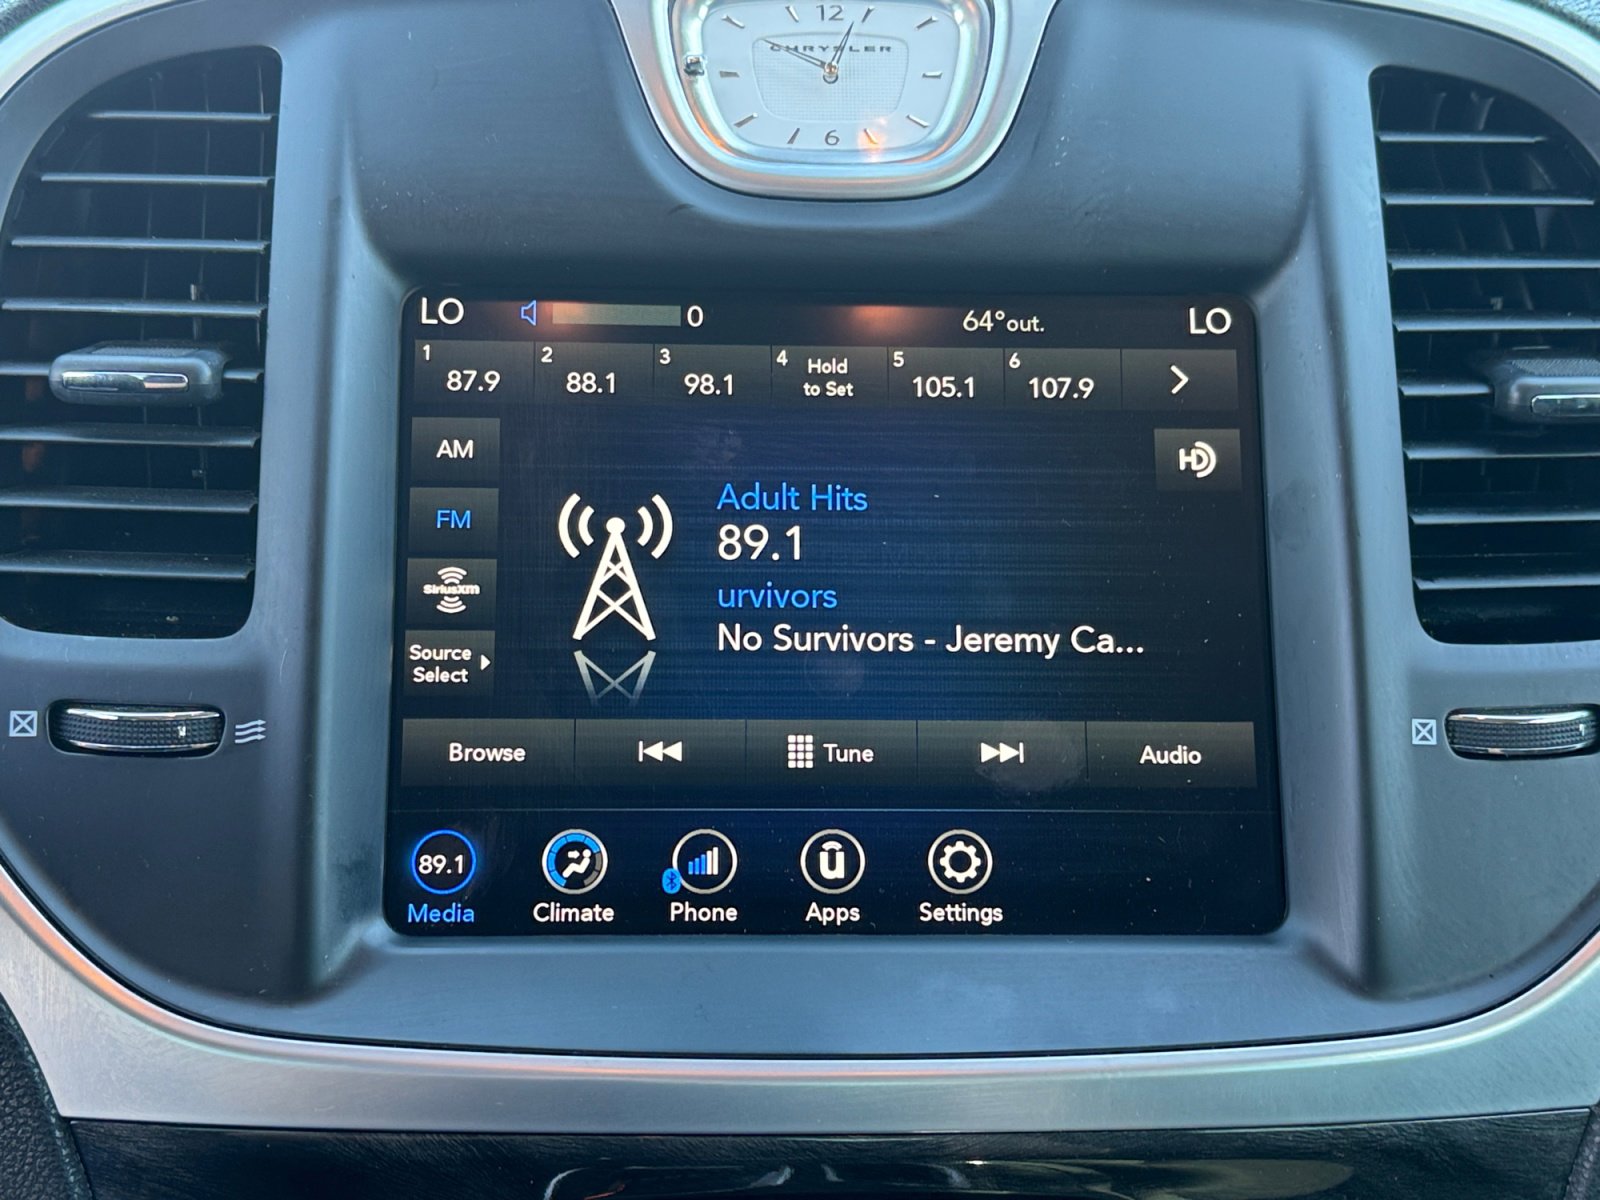 12
CHRYSLER
6
LO 0 64°out. LO
1 87.9 2 88.1 3 98.1 4 Hold to Set 5 105.1 6 107.9
AM
HD
FM
Adult Hits
89.1
SiriusXM
urvivors
Source
Select
No Survivors - Jeremy Ca...
Browse Tune Audio
89.1 u
Media Climate Phone Apps Settings